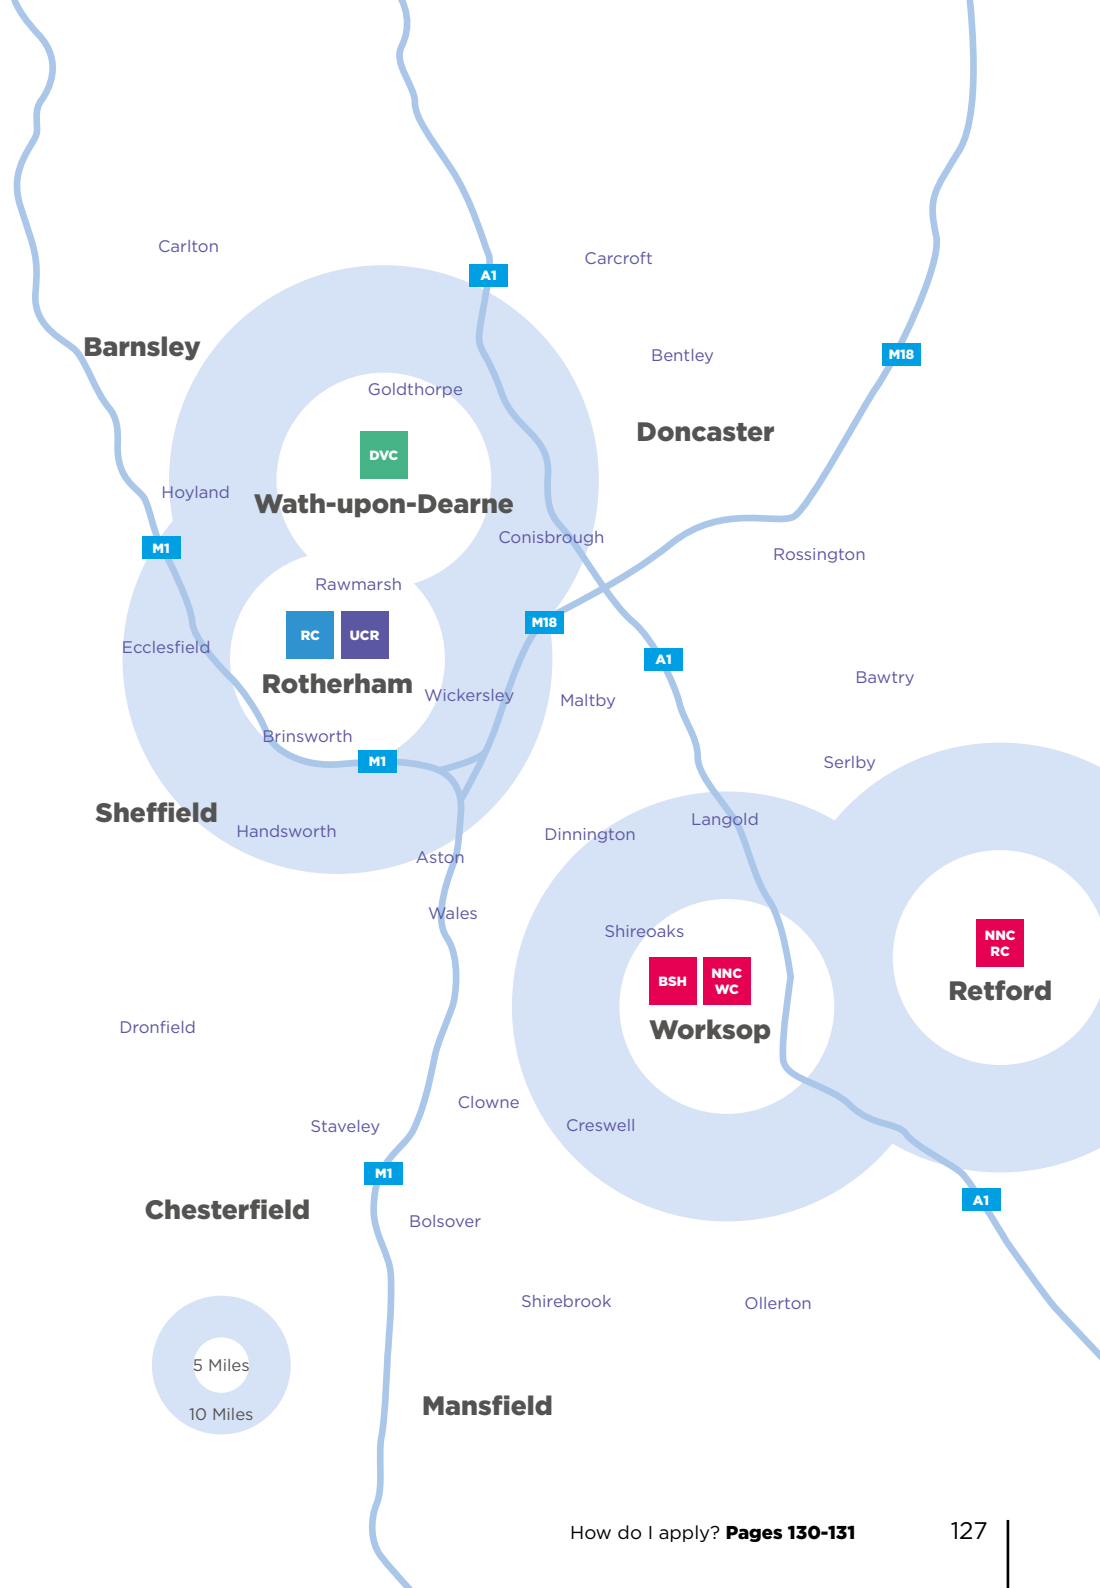 Carlton
Carcroft
A1
Barnsley
Bentley
M18
Goldthorpe
Doncaster
DVC
Hoyland
Wath-upon-Dearne
Conisbrough
M1
Rossington
Rawmarsh
M18
RC
UCR
Ecclesfield
A1
Rotherham
Bawtry
Wickersley
Maltby
Brinsworth
M1
Serlby
Sheffield
Langold
Handsworth
Dinnington
Aston
Wales
Shireoaks
NNC
RC
BSH
NNC
WC
Retford
Dronfield
Worksop
Clowne
Staveley
Creswell
M1
A1
Chesterfield
Bolsover
Shirebrook
Ollerton
5 Miles
10 Miles
Mansfield
How do I apply? Pages 130-131
127